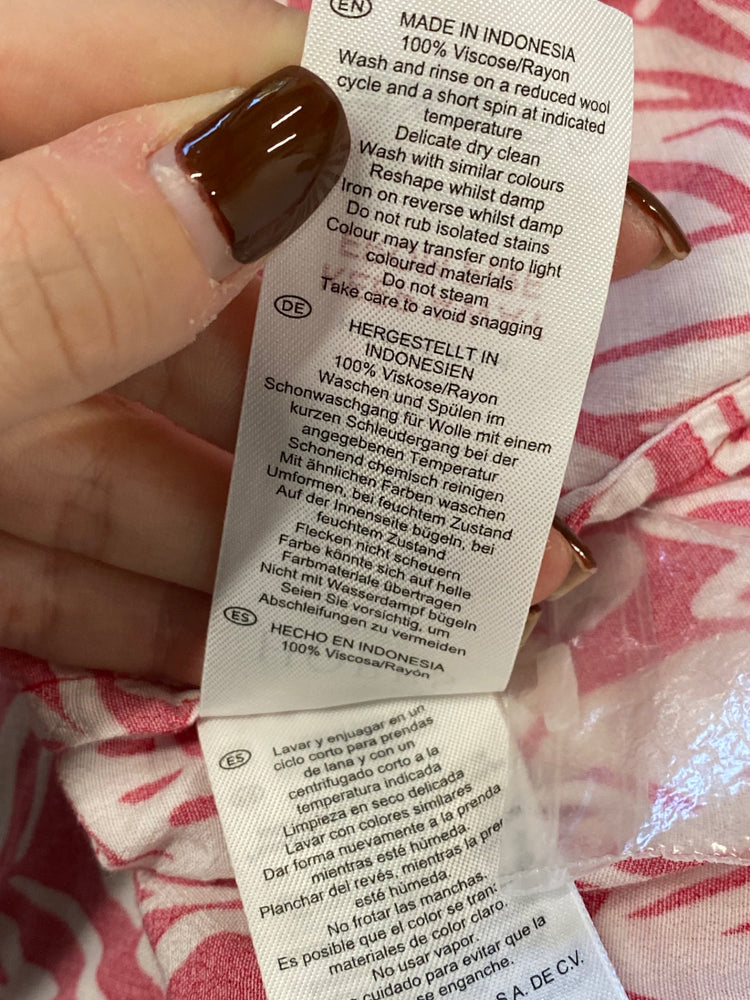 EN
MADE IN INDONESIA
100% Viscose/Rayon
Wash and rinse on a reduced wool
cycle and a short spin at indicated
temperature
Delicate dry clean
Wash with similar colours
Reshape whilst damp
Iron on reverse whilst damp
Do not rub isolated stains
Colour may transfer onto light
coloured materials
Do not steam
Take care to avoid snagging
DE
HERGESTELLT IN
INDONESIEN
100% Viskose/Rayon
Waschen und Spülen im
Schonwaschgang für Wolle mit einem
kurzen Schleudergang bei der
angegebenen Temperatur
Schonend chemisch reinigen
Mit ähnlichen Farben waschen
Umformen, bei feuchtem Zustand
Auf der Innenseite bügeln, bei
feuchtem Zustand
Flecken nicht scheuern
Farbe könnte sich auf helle
Farbmateriale übertragen
Nicht mit Wasserdampf bügeln
Seien Sie vorsichtig, um
Abschleifungen zu vermeiden
ES
HECHO EN INDONESIA
100% Viscosa/Rayón
ES
Lavar y enjuagar en un
ciclo corto para prendas
de lana y con un
centrifugado corto a la
temperatura indicada
Limpieza en seco delicada
Lavar con colores similares
Dar forma nuevamente a la prenda
mientras esté húmeda.
Planchar del revés, mientras la
esté húmeda.
No frotar las manchas.
Es posible que el color se
materiales de color claro.
No usar vapor.
cuidado para evitar que la
se enganche.
S.A. DE C.V.